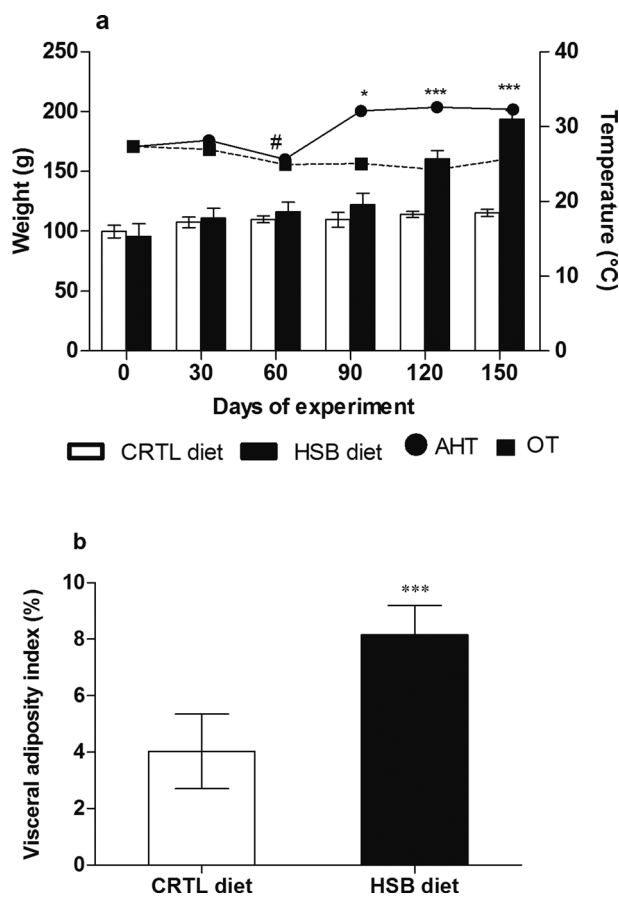 a
250
200
150
100
50
0
Weight (g)
*
***
***
#
40
30
20
10
0
Temperature (°C)
0 30 60 90 120 150
Days of experiment
CRTL diet HSB diet AHT OT
b
10
8
6
4
2
0
Visceral adiposity index (%)
***
CRTL diet HSB diet